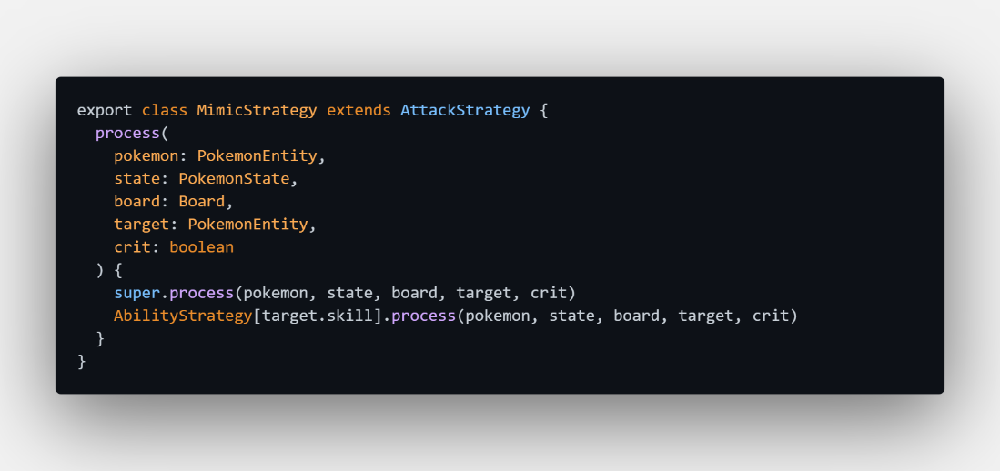 export class MimicStrategy extends AttackStrategy {
  process(
    pokemon: PokemonEntity,
    state: PokemonState,
    board: Board,
    target: PokemonEntity,
    crit: boolean
  ) {
    super.process(pokemon, state, board, target, crit)
    AbilityStrategy[target.skill].process(pokemon, state, board, target, crit)
  }
}